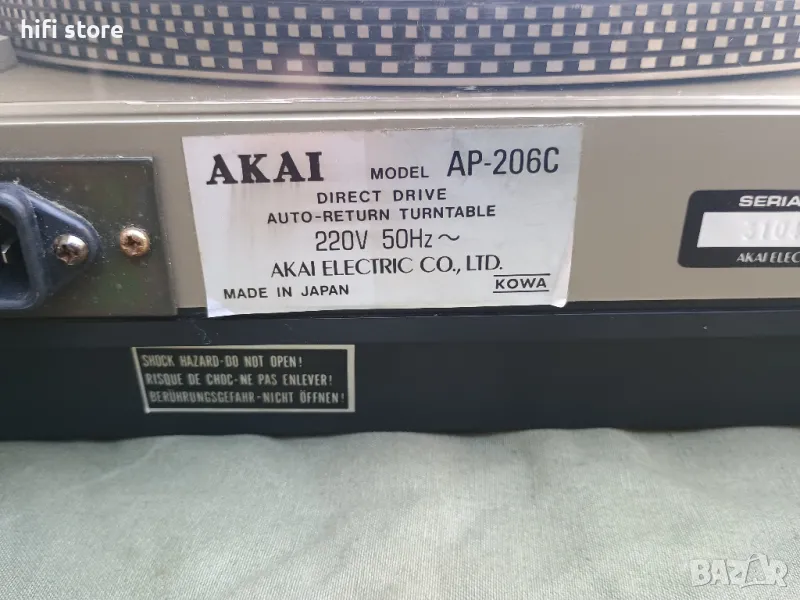 hifi store
AKAI MODEL AP-206C
DIRECT DRIVE
AUTO-RETURN TURNTABLE
220V 50Hz~
AKAI ELECTRIC CO., LTD.
MADE IN JAPAN KOWA
SERIA
AKAI ELEC
SHOCK HAZARD-DO NOT OPEN!
RISQUE DE CHOC-NE PAS ENLEVER!
BERÜHRUNGSGEFAHR-NICHT ÖFFNEN!
BAZAR